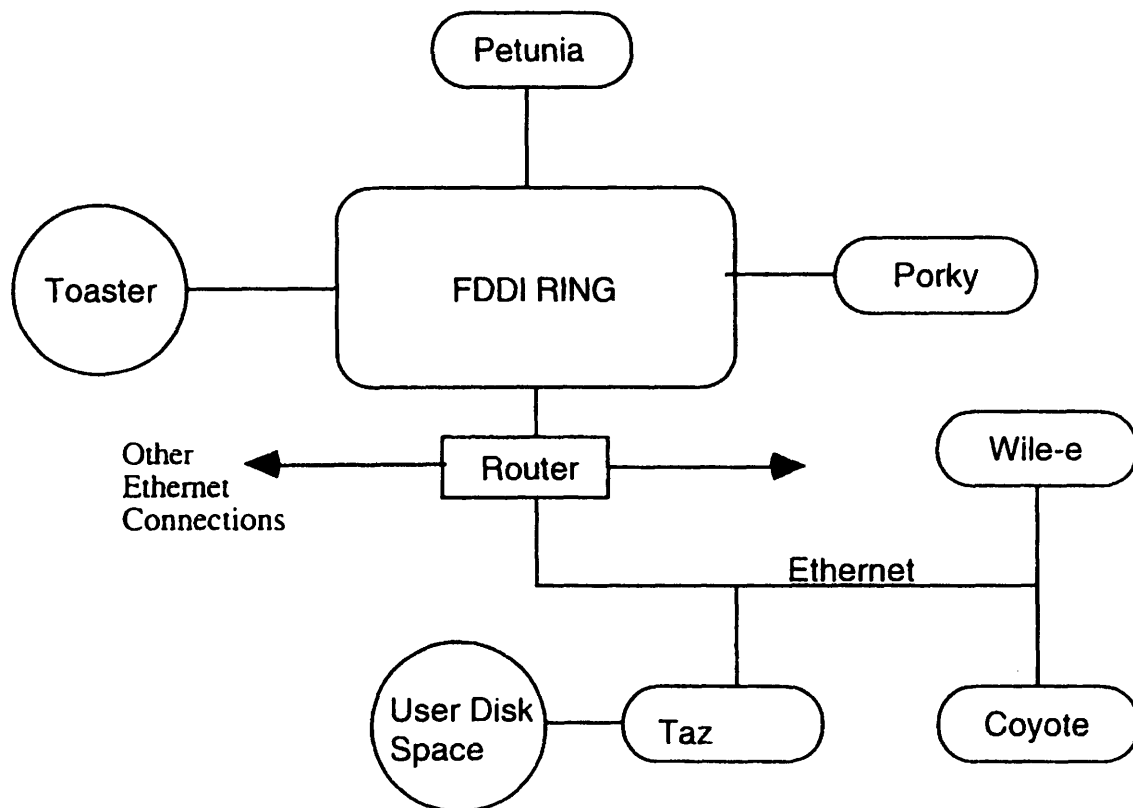 Petunia
Toaster
FDDI RING
Porky
Other
Ethernet
Connections
Router
Wile-e
Ethernet
User Disk
Space
Taz
Coyote